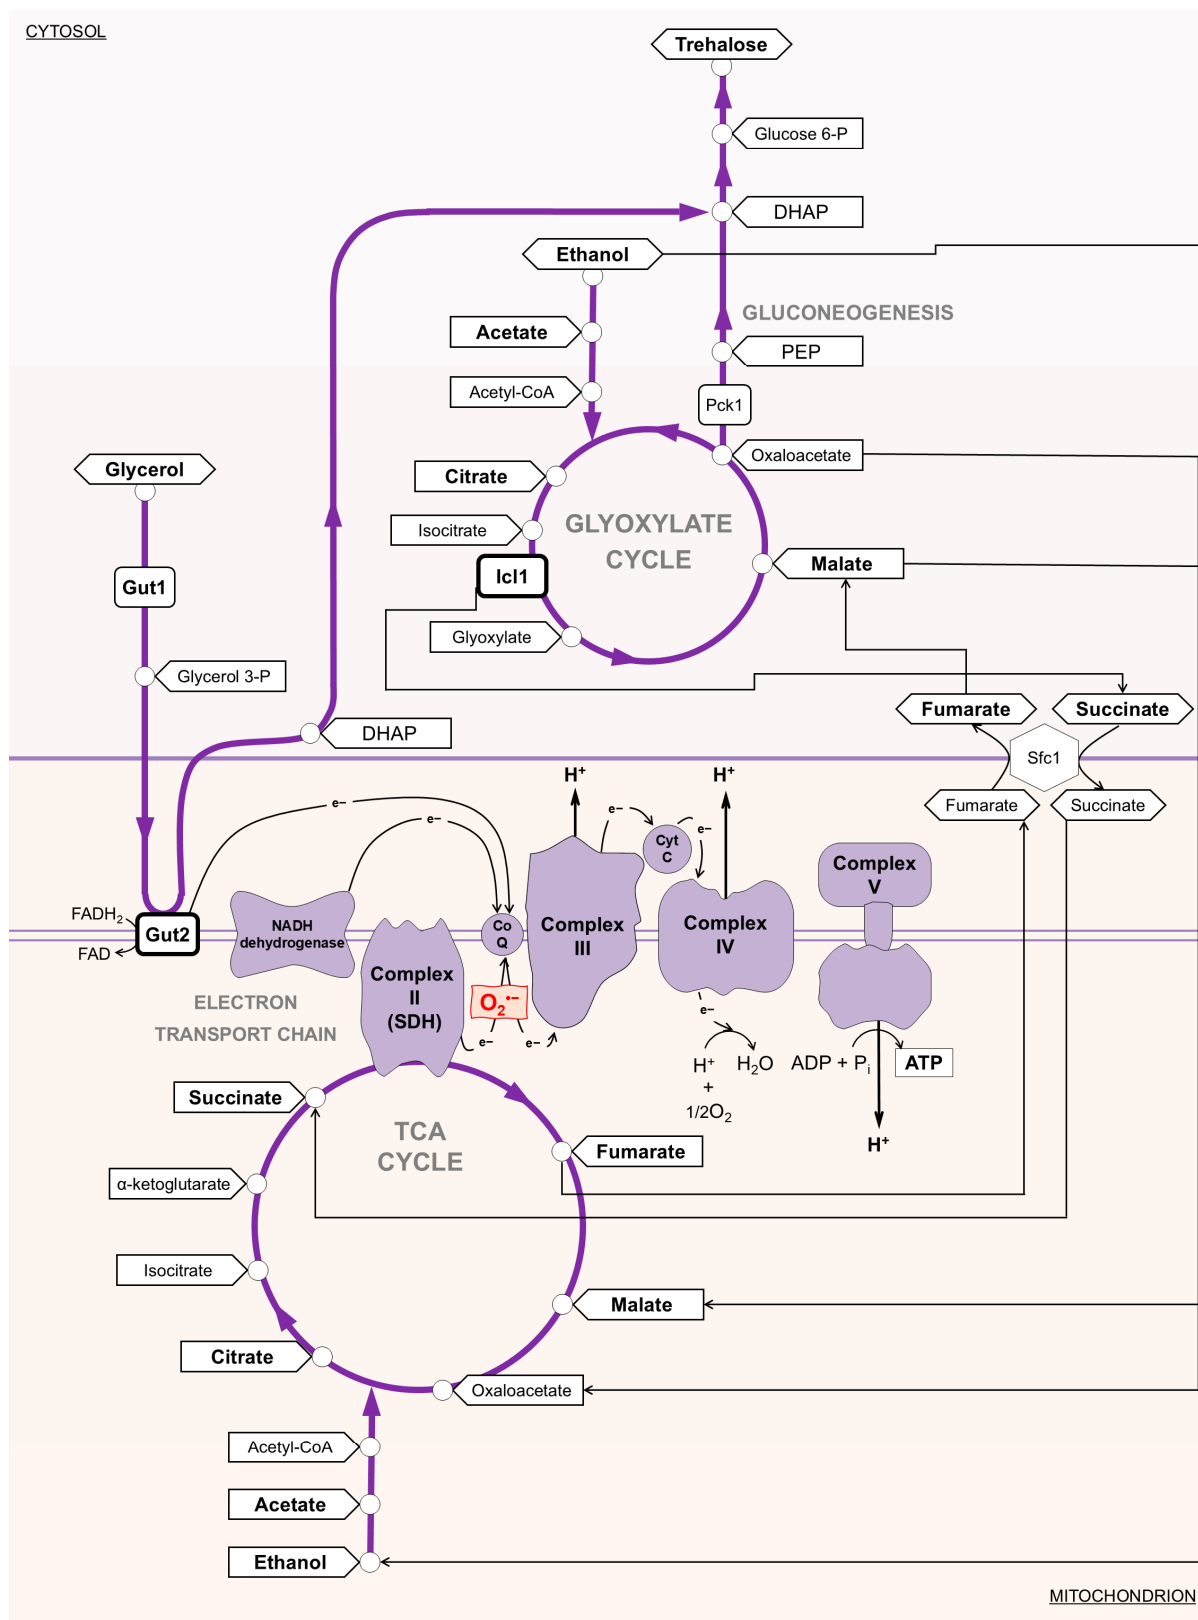 CYTOSOL
Trehalose
Glucose 6-P
DHAP
Ethanol
GLUCONEOGENESIS
Acetate
PEP
Acetyl-CoA
Pck1
Oxaloacetate
Glycerol
Citrate
GLYOXYLATE
CYCLE
Isocitrate
Malate
Icl1
Gut1
Glyoxylate
Glycerol 3-P
Fumarate
Succinate
DHAP
Sfc1
Fumarate
Succinate
H+
H+
e–
e–
e–
e–
Cyt
C
Complex
V
FADH2
Gut2
FAD
NADH
dehydrogenase
Co
Q
Complex
III
Complex
IV
Complex
II
(SDH)
O2•–
ELECTRON
TRANSPORT CHAIN
e–
e–
e–
H+
+
1/2O2
H2O
ADP + Pi
ATP
H+
Succinate
TCA
CYCLE
Fumarate
α-ketoglutarate
Isocitrate
Malate
Citrate
Oxaloacetate
Acetyl-CoA
Acetate
Ethanol
MITOCHONDRION